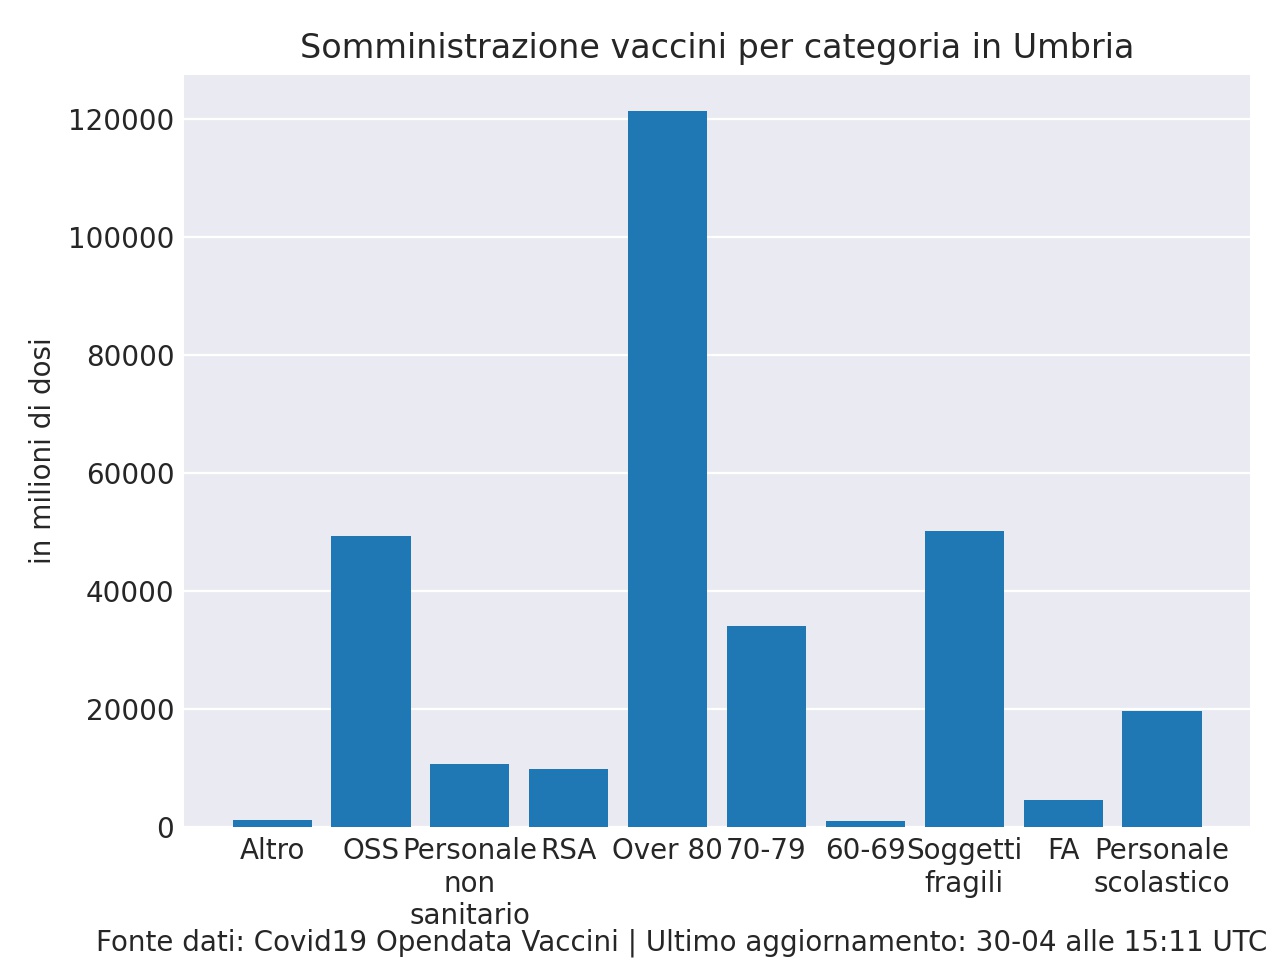 Somministrazione vaccini per categoria in Umbria
120000
100000
80000
60000
40000
20000
0
in milioni di dosi
Altro
OSS
Personale
non
sanitario
RSA
Over 80
70-79
60-69
Soggetti
fragili
FA
Personale
scolastico
Fonte dati: Covid19 Opendata Vaccini | Ultimo aggiornamento: 30-04 alle 15:11 UTC